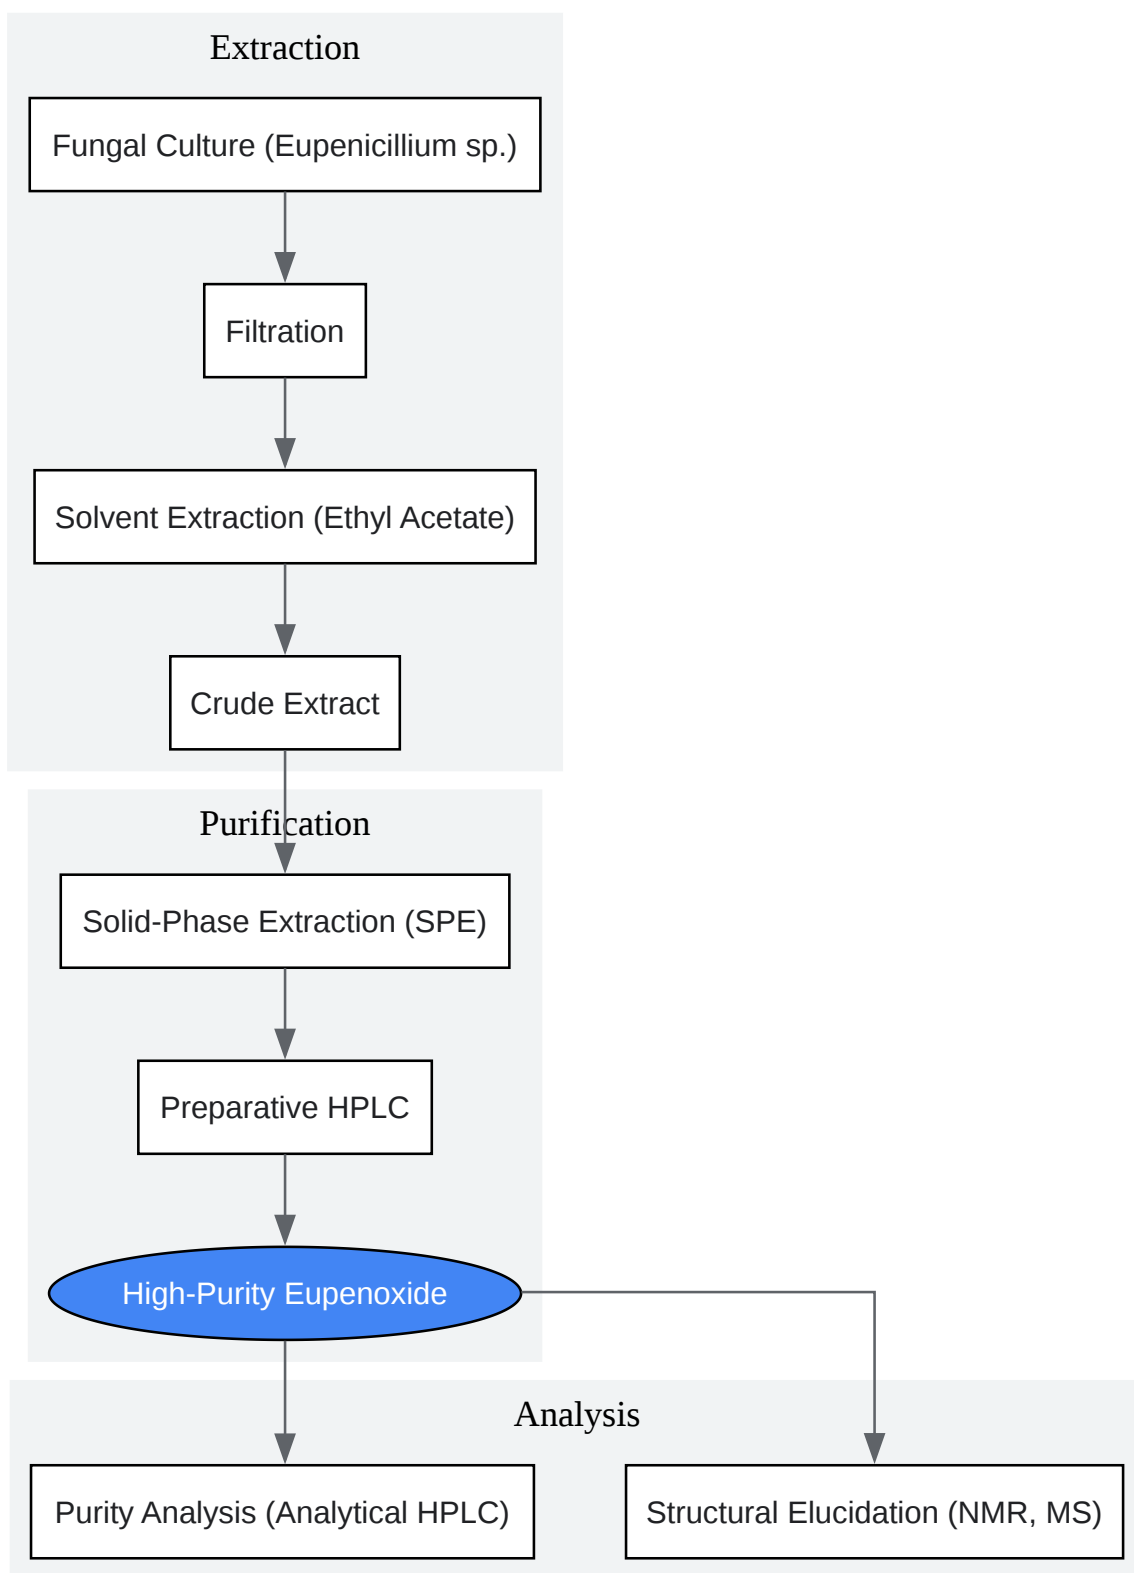 Extraction
Fungal Culture (Eupenicillium sp.)
Filtration
Solvent Extraction (Ethyl Acetate)
Crude Extract
Purification
Solid-Phase Extraction (SPE)
Preparative HPLC
High-Purity Eupenoxide
Analysis
Purity Analysis (Analytical HPLC)
Structural Elucidation (NMR, MS)